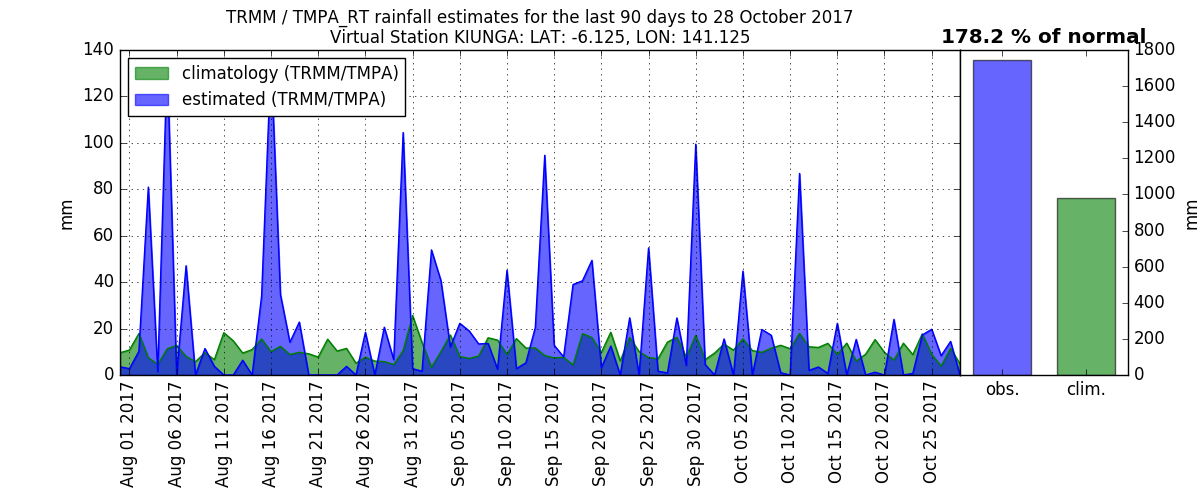 TRMM / TMPA_RT rainfall estimates for the last 90 days to 28 October 2017
Virtual Station KIUNGA: LAT: -6.125, LON: 141.125
178.2 % of normal
climatology (TRMM/TMPA)
estimated (TRMM/TMPA)
140
120
100
80
60
40
20
0
mm
Aug 01 2017
Aug 06 2017
Aug 11 2017
Aug 16 2017
Aug 21 2017
Aug 26 2017
Aug 31 2017
Sep 05 2017
Sep 10 2017
Sep 15 2017
Sep 20 2017
Sep 25 2017
Sep 30 2017
Oct 05 2017
Oct 10 2017
Oct 15 2017
Oct 20 2017
Oct 25 2017
obs.
clim.
1800
1600
1400
1200
1000
800
600
400
200
0
mm